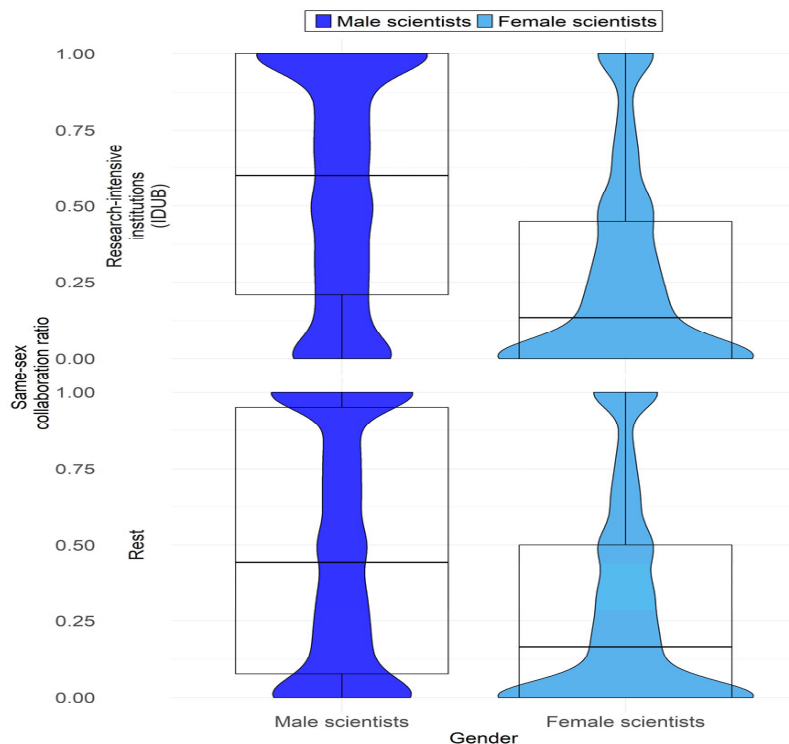 Male scientists Female scientists
Same-sex
collaboration ratio
Research-intensive
institutions
(IDUB)
1.00
0.75
0.50
0.25
0.00
Rest
1.00
0.75
0.50
0.25
0.00
Male scientists Female scientists
Gender